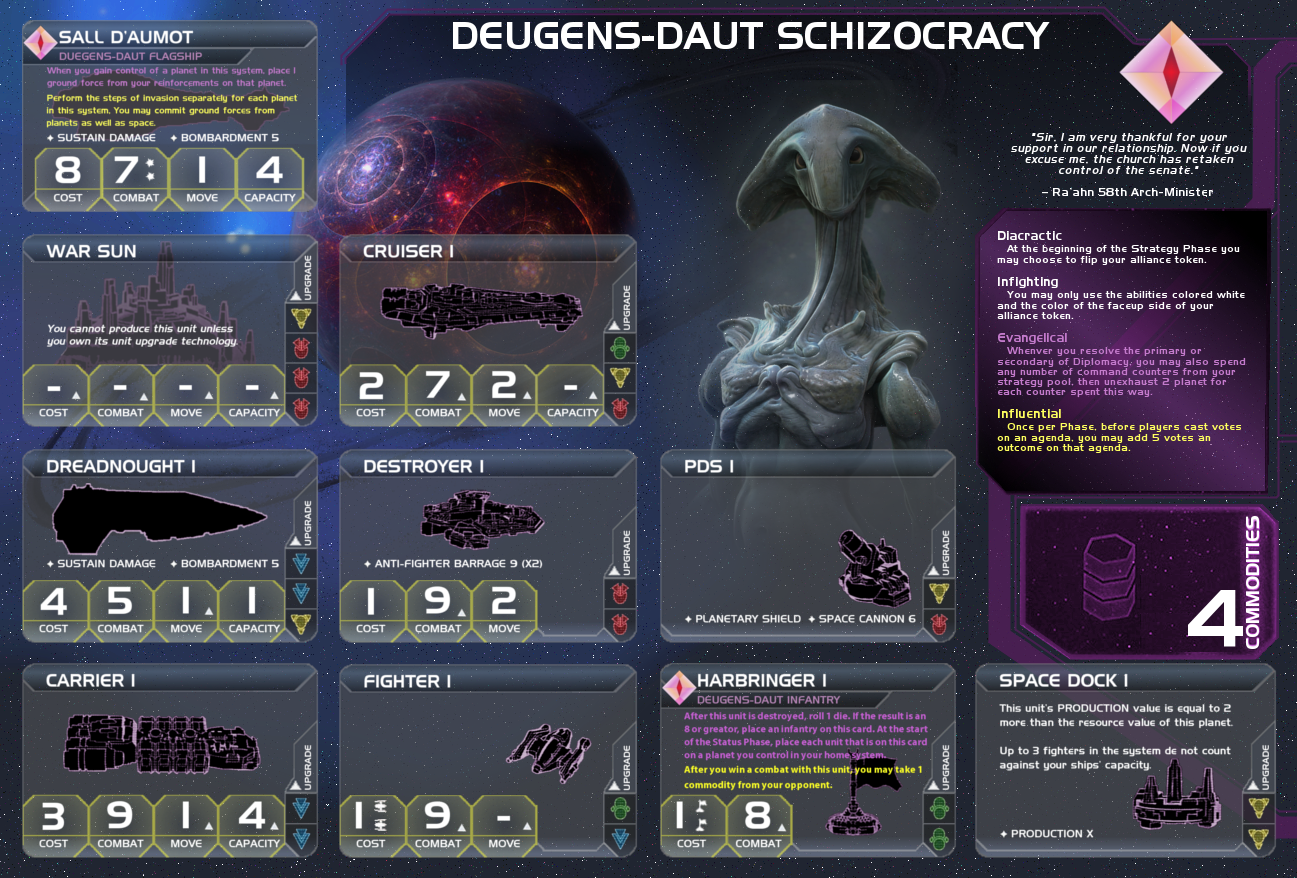 DEUGENS-DAUT SCHIZOCRACY
SALL D'AUMOT
DUEGENS-DAUT FLAGSHIP
When you gain control of a planet in this system, place 1
ground force from your reinforcements on that planet.
Perform the steps of invasion separately for each planet
in this system. You may commit ground forces from
planets as well as space.
✦ SUSTAIN DAMAGE ✦ BOMBARDMENT 5
8 7 1 4
COST COMBAT MOVE CAPACITY
"Sir, I am very thankful for your
support in our relationship. Now if you
excuse me, the church has retaken
control of the senate."
– Ra'ahn 58th Arch-Minister
Diacractic
At the beginning of the Strategy Phase you
may choose to flip your alliance token.
Infighting
You may only use the abilities colored white
and the color of the faceup side of your
alliance token.
Evangelical
Whenver you resolve the primary or
secondary of Diplomacy, you may also spend
any number of command counters from your
strategy pool, then unexhaust 2 planet for
each counter spent this way.
Influential
Once per Phase, before players cast votes
on an agenda, you may add 5 votes an
outcome on that agenda.
WAR SUN
UPGRADE
You cannot produce this unit unless
you own its unit upgrade technology.
- - - -
COST COMBAT MOVE CAPACITY
CRUISER I
UPGRADE
2 7 2 -
COST COMBAT MOVE CAPACITY
DREADNOUGHT I
UPGRADE
✦ SUSTAIN DAMAGE ✦ BOMBARDMENT 5
4 5 1 1
COST COMBAT MOVE CAPACITY
DESTROYER I
UPGRADE
✦ ANTI-FIGHTER BARRAGE 9 (X2)
1 9 2
COST COMBAT MOVE
PDS I
UPGRADE
✦ PLANETARY SHIELD ✦ SPACE CANNON 6
4
COMMODITIES
CARRIER I
UPGRADE
3 9 1 4
COST COMBAT MOVE CAPACITY
FIGHTER I
UPGRADE
1 9 -
COST COMBAT MOVE
HARBRINGER I
DEUGENS-DAUT INFANTRY
After this unit is destroyed, roll 1 die. If the result is an
8 or greator, place an infantry on this card. At the start
of the Status Phase, place each unit that is on this card
on a planet you control in your home system.
After you win a combat with this unit, you may take 1
commodity from your opponent.
UPGRADE
1 8
COST COMBAT
SPACE DOCK I
This unit's PRODUCTION value is equal to 2
more than the resource value of this planet.
Up to 3 fighters in the system de not count
against your ships' capacity.
UPGRADE
✦ PRODUCTION X